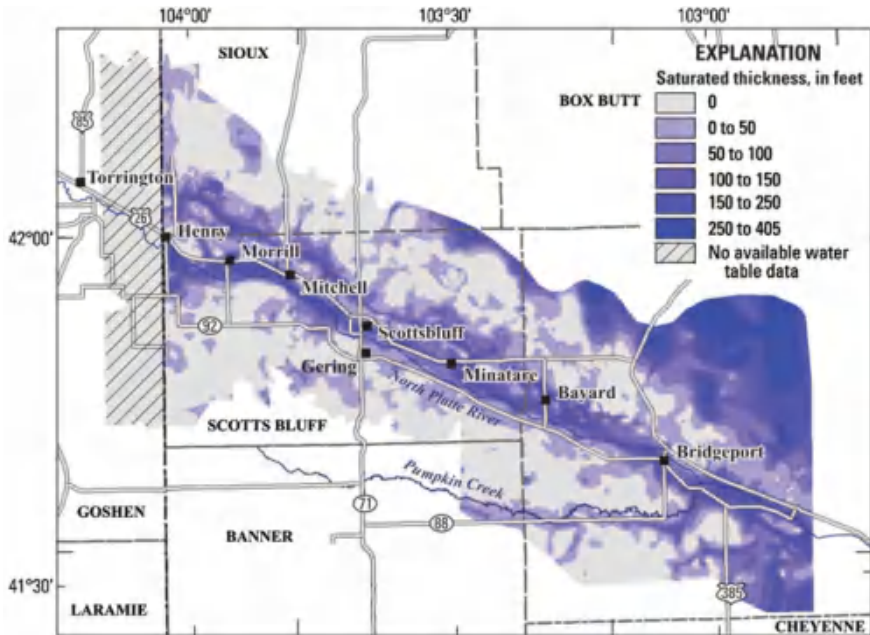 104°00'
103°30'
103°00'
SIOUX
BOX BUTT
EXPLANATION
Saturated thickness, in feet
0
0 to 50
50 to 100
100 to 150
150 to 250
250 to 405
No available water
table data
85
Torrington
26
42°00'
Henry
Morrill
Mitchell
92
Scottsbluff
Gering
Minatare
North Platte River
Bayard
SCOTTS BLUFF
Bridgeport
Pumpkin Creek
GOSHEN
71
88
BANNER
41°30'
385
LARAMIE
CHEYENNE